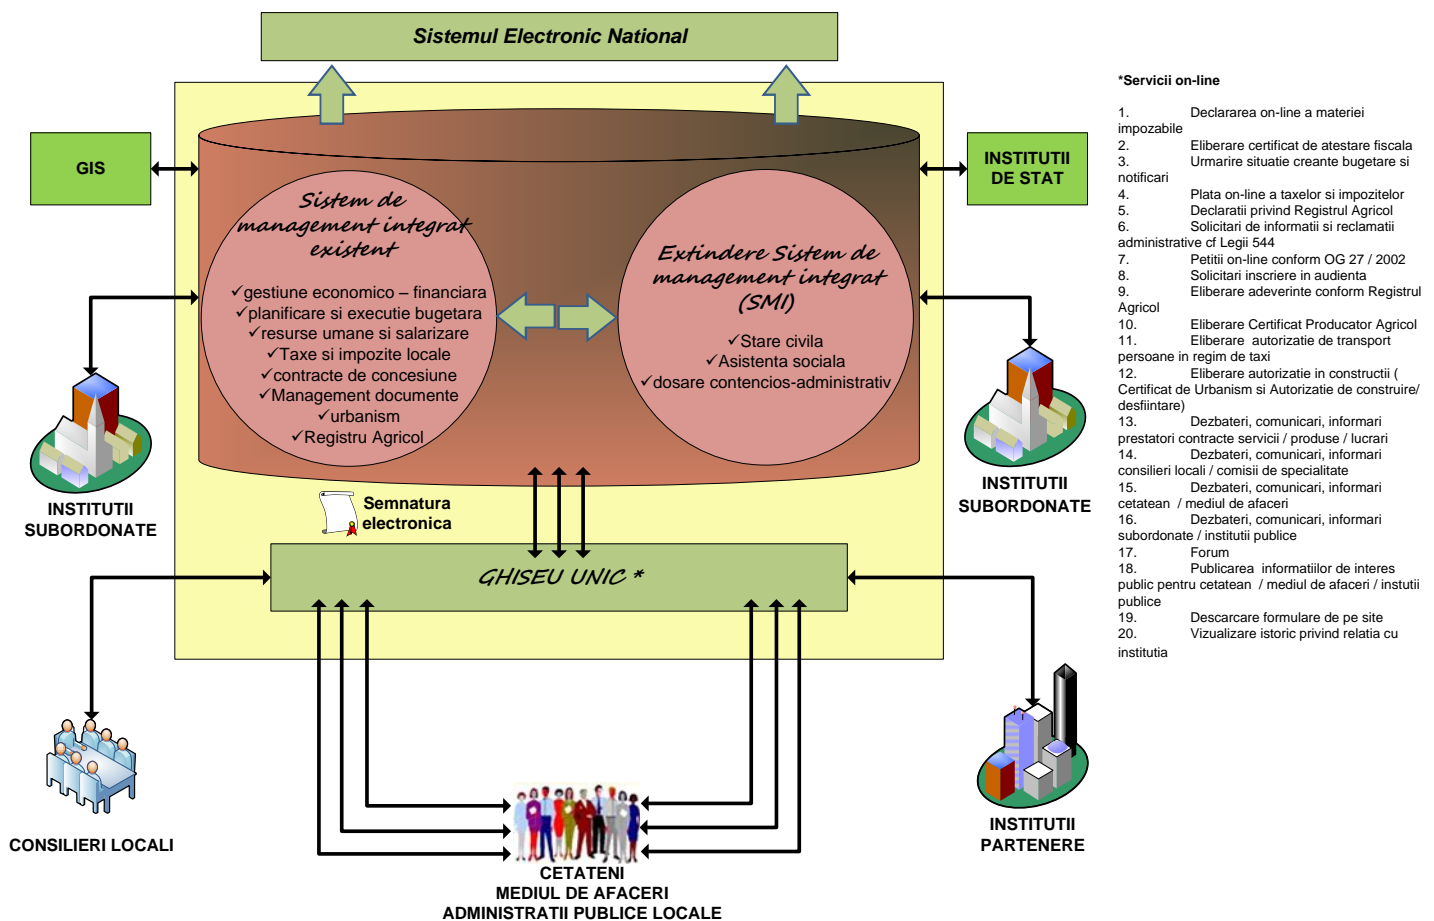 Sistemul Electronic National
GIS
INSTITUTII
DE STAT
Sistem de
management integrat
existent
✓gestiune economico – financiara
✓planificare si executie bugetara
✓resurse umane si salarizare
✓Taxe si impozite locale
✓contracte de concesiune
✓Management documente
✓urbanism
✓Registru Agricol
Extindere Sistem de
management integrat
(SMI)
✓Stare civila
✓Asistenta sociala
✓dosare contencios-administrativ
INSTITUTII
SUBORDONATE
INSTITUTII
SUBORDONATE
Semnatura
electronica
GHISEU UNIC *
CONSILIERI LOCALI
CETATENI
MEDIUL DE AFACERI
ADMINISTRATII PUBLICE LOCALE
INSTITUTII
PARTENERE
*Servicii on-line
1. Declararea on-line a materiei
impozabile
2. Eliberare certificat de atestare fiscala
3. Urmarire situatie creante bugetare si
notificari
4. Plata on-line a taxelor si impozitelor
5. Declaratii privind Registrul Agricol
6. Solicitari de informatii si reclamatii
administrative cf Legii 544
7. Petitii on-line conform OG 27 / 2002
8. Solicitari inscriere in audienta
9. Eliberare adeverinte conform Registrul
Agricol
10. Eliberare Certificat Producator Agricol
11. Eliberare autorizatie de transport
persoane in regim de taxi
12. Eliberare autorizatie in constructii (
Certificat de Urbanism si Autorizatie de construire/
desfiintare)
13. Dezbateri, comunicari, informari
prestatori contracte servicii / produse / lucrari
14. Dezbateri, comunicari, informari
consilieri locali / comisii de specialitate
15. Dezbateri, comunicari, informari
cetatean / mediul de afaceri
16. Dezbateri, comunicari, informari
subordonate / institutii publice
17. Forum
18. Publicarea informatiilor de interes
public pentru cetatean / mediul de afaceri / instutii
publice
19. Descarcare formulare de pe site
20. Vizualizare istoric privind relatia cu
institutia